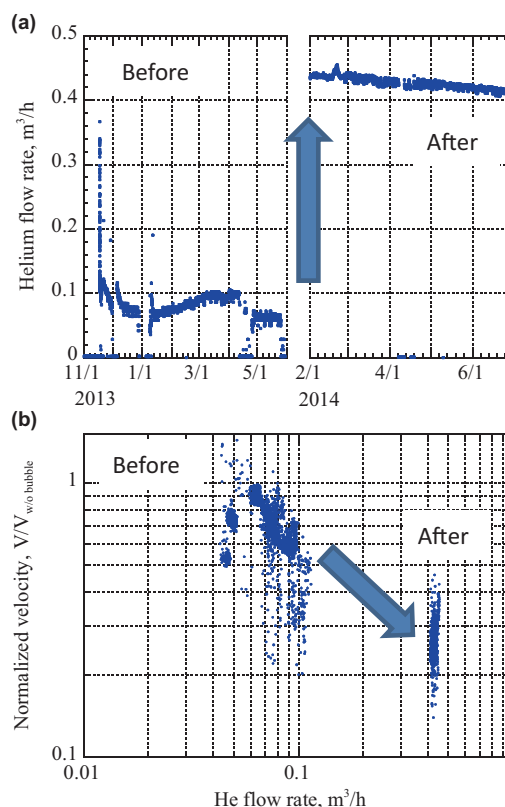 (a)
0.5
Before
0.4
After
0.3
0.2
0.1
0
Helium flow rate, m³/h
11/1 1/1 3/1 5/1 2/1 4/1 6/1
2013 2014
(b)
Before
1
After
0.1
Normalized velocity, V/V w/o bubble
0.01 0.1
He flow rate, m³/h